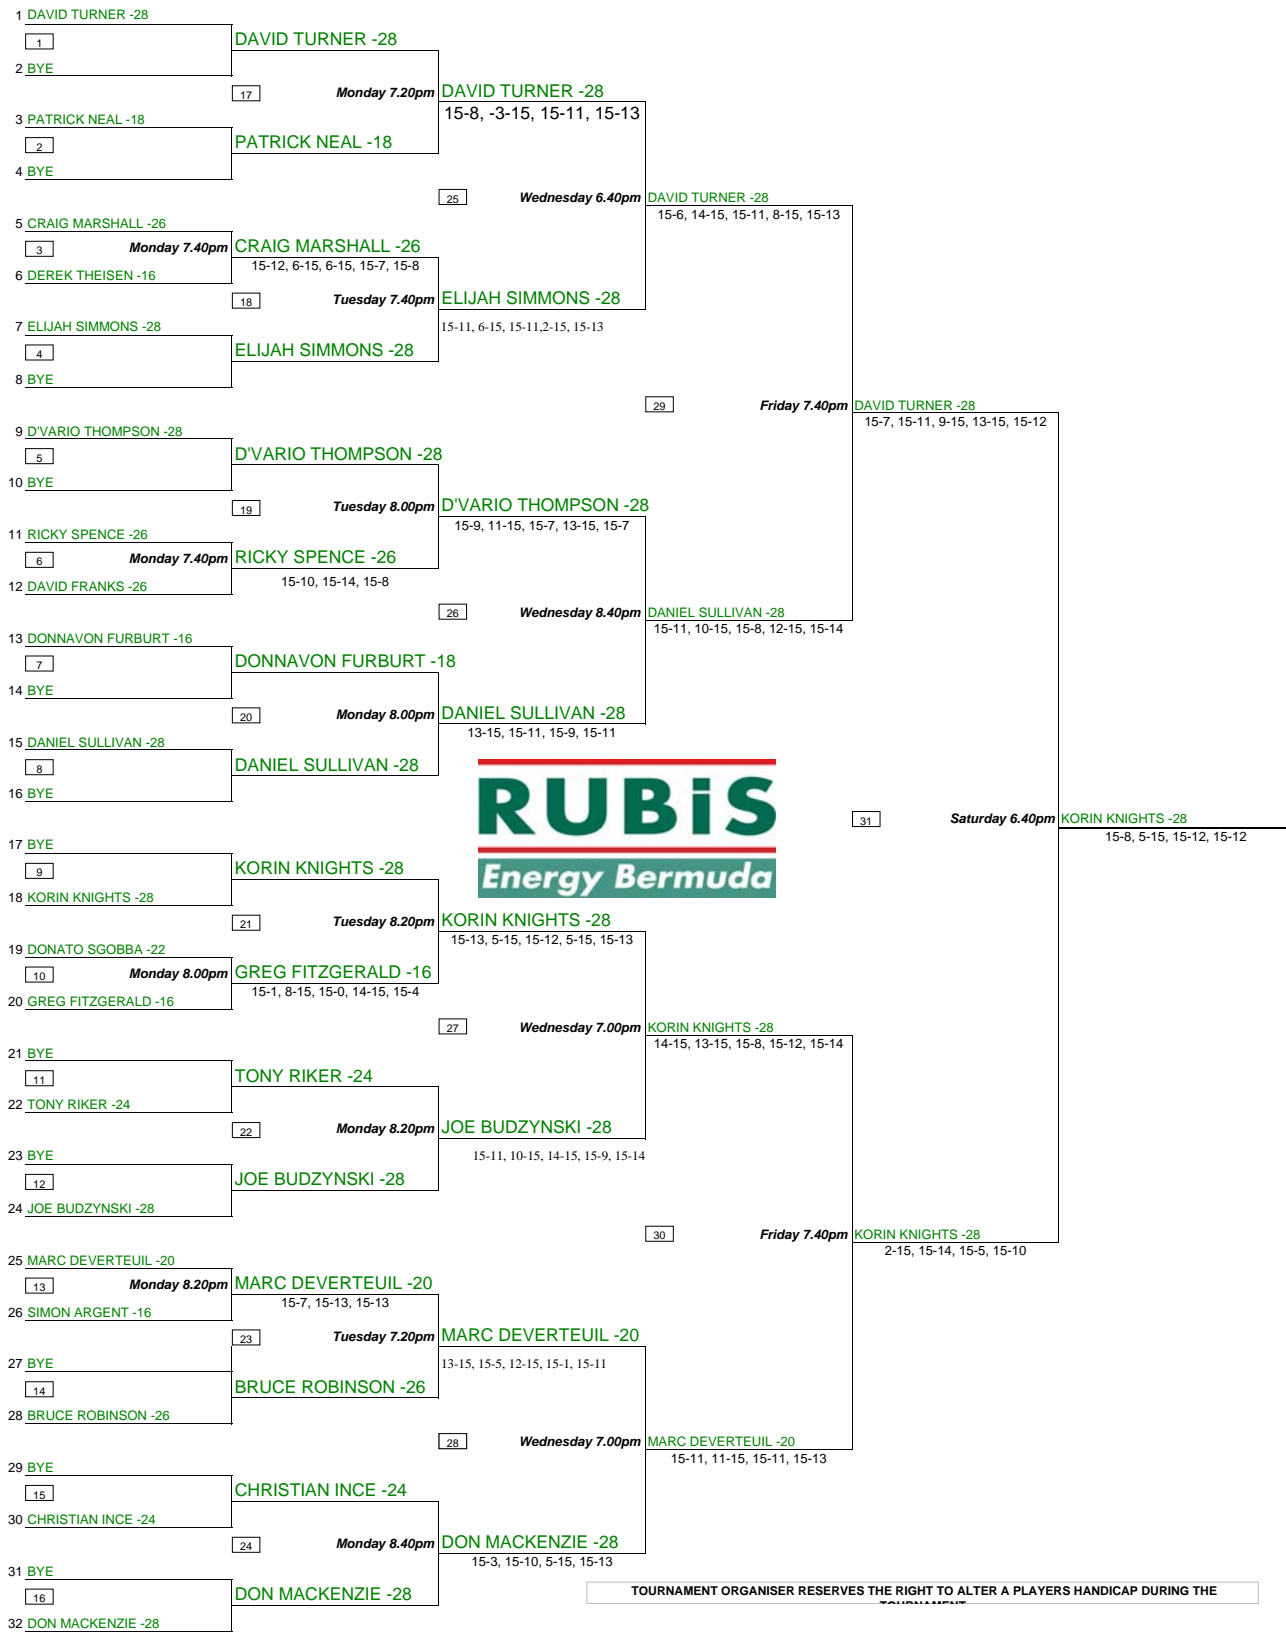 1 DAVID TURNER -28
1 DAVID TURNER -28
2 BYE
17 Monday 7.20pm DAVID TURNER -28
15-8, -3-15, 15-11, 15-13
3 PATRICK NEAL -18
2 PATRICK NEAL -18
4 BYE
25 Wednesday 6.40pm DAVID TURNER -28
15-6, 14-15, 15-11, 8-15, 15-13
5 CRAIG MARSHALL -26
3 Monday 7.40pm CRAIG MARSHALL -26
15-12, 6-15, 6-15, 15-7, 15-8
6 DEREK THEISEN -16
18 Tuesday 7.40pm ELIJAH SIMMONS -28
7 ELIJAH SIMMONS -28
15-11, 6-15, 15-11,2-15, 15-13
4 ELIJAH SIMMONS -28
8 BYE
29 Friday 7.40pm DAVID TURNER -28
15-7, 15-11, 9-15, 13-15, 15-12
9 D'VARIO THOMPSON -28
5 D'VARIO THOMPSON -28
10 BYE
19 Tuesday 8.00pm D'VARIO THOMPSON -28
15-9, 11-15, 15-7, 13-15, 15-7
11 RICKY SPENCE -26
6 Monday 7.40pm RICKY SPENCE -26
15-10, 15-14, 15-8
12 DAVID FRANKS -26
26 Wednesday 8.40pm DANIEL SULLIVAN -28
15-11, 10-15, 15-8, 12-15, 15-14
13 DONNAVON FURBURT -16
7 DONNAVON FURBURT -18
14 BYE
20 Monday 8.00pm DANIEL SULLIVAN -28
13-15, 15-11, 15-9, 15-11
15 DANIEL SULLIVAN -28
8 DANIEL SULLIVAN -28
16 BYE
RUBiS
Energy Bermuda
31 Saturday 6.40pm KORIN KNIGHTS -28
15-8, 5-15, 15-12, 15-12
17 BYE
9 KORIN KNIGHTS -28
18 KORIN KNIGHTS -28
21 Tuesday 8.20pm KORIN KNIGHTS -28
15-13, 5-15, 15-12, 5-15, 15-13
19 DONATO SGOBBA -22
10 Monday 8.00pm GREG FITZGERALD -16
15-1, 8-15, 15-0, 14-15, 15-4
20 GREG FITZGERALD -16
27 Wednesday 7.00pm KORIN KNIGHTS -28
14-15, 13-15, 15-8, 15-12, 15-14
21 BYE
11 TONY RIKER -24
22 TONY RIKER -24
22 Monday 8.20pm JOE BUDZYNSKI -28
15-11, 10-15, 14-15, 15-9, 15-14
23 BYE
12 JOE BUDZYNSKI -28
24 JOE BUDZYNSKI -28
30 Friday 7.40pm KORIN KNIGHTS -28
2-15, 15-14, 15-5, 15-10
25 MARC DEVERTEUIL -20
13 Monday 8.20pm MARC DEVERTEUIL -20
15-7, 15-13, 15-13
26 SIMON ARGENT -16
23 Tuesday 7.20pm MARC DEVERTEUIL -20
27 BYE
13-15, 15-5, 12-15, 15-1, 15-11
14 BRUCE ROBINSON -26
28 BRUCE ROBINSON -26
28 Wednesday 7.00pm MARC DEVERTEUIL -20
15-11, 11-15, 15-11, 15-13
29 BYE
15 CHRISTIAN INCE -24
30 CHRISTIAN INCE -24
24 Monday 8.40pm DON MACKENZIE -28
15-3, 15-10, 5-15, 15-13
31 BYE
16 DON MACKENZIE -28
32 DON MACKENZIE -28
TOURNAMENT ORGANISER RESERVES THE RIGHT TO ALTER A PLAYERS HANDICAP DURING THE